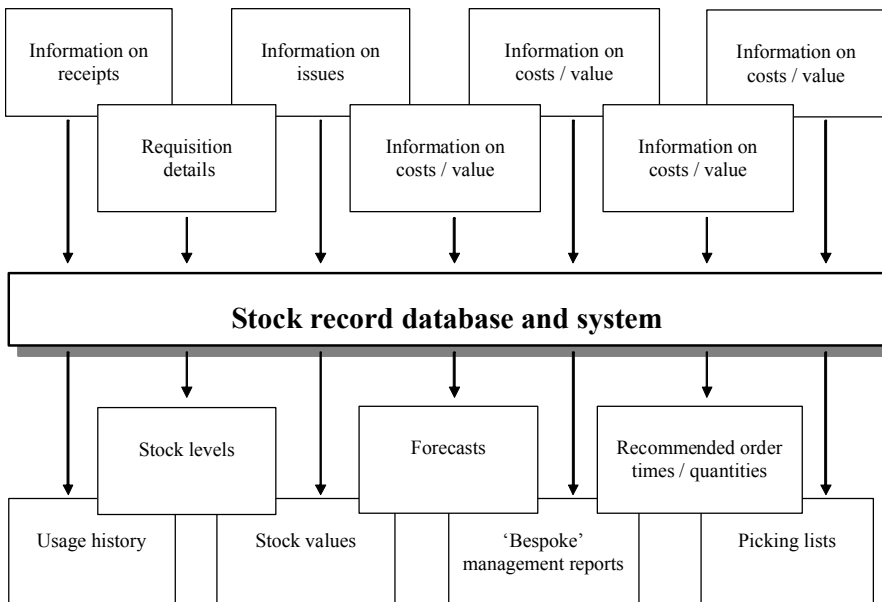 Information on
receipts
Information on
issues
Information on
costs / value
Information on
costs / value
Requisition
details
Information on
costs / value
Information on
costs / value
Stock record database and system
Stock levels
Forecasts
Recommended order
times / quantities
Usage history
Stock values
‘Bespoke’
management reports
Picking lists